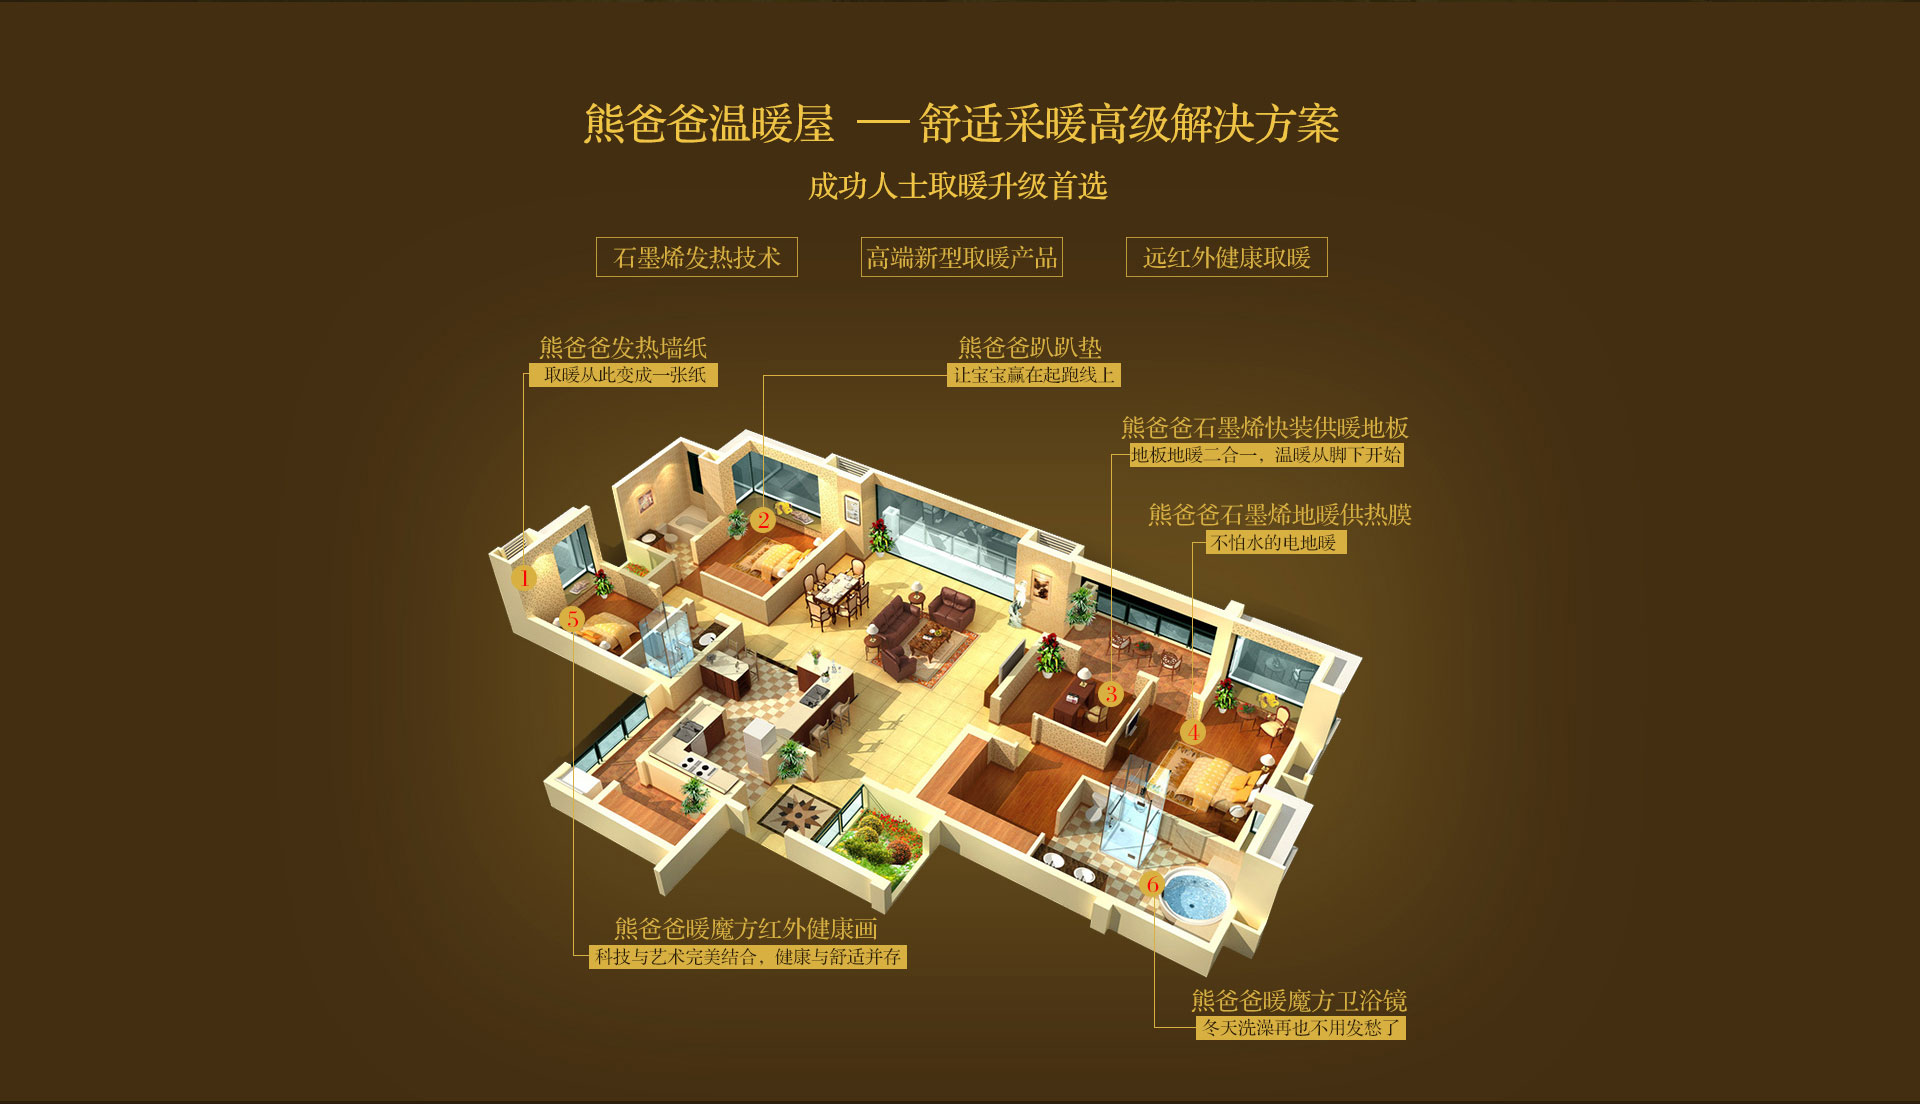 熊爸爸温暖屋 —舒适采暖高级解决方案
成功人士取暖升级首选
石墨烯发热技术
高端新型取暖产品
远红外健康取暖
熊爸爸发热墙纸
取暖从此变成一张纸
熊爸爸趴趴垫
让宝宝赢在起跑线上
熊爸爸石墨烯快装供暖地板
地板地暖二合一，温暖从脚下开始
熊爸爸石墨烯地暖供热膜
不怕水的电地暖
2
1
5
3
4
6
熊爸爸暖魔方红外健康画
科技与艺术完美结合，健康与舒适并存
熊爸爸暖魔方卫浴镜
冬天洗澡再也不用发愁了